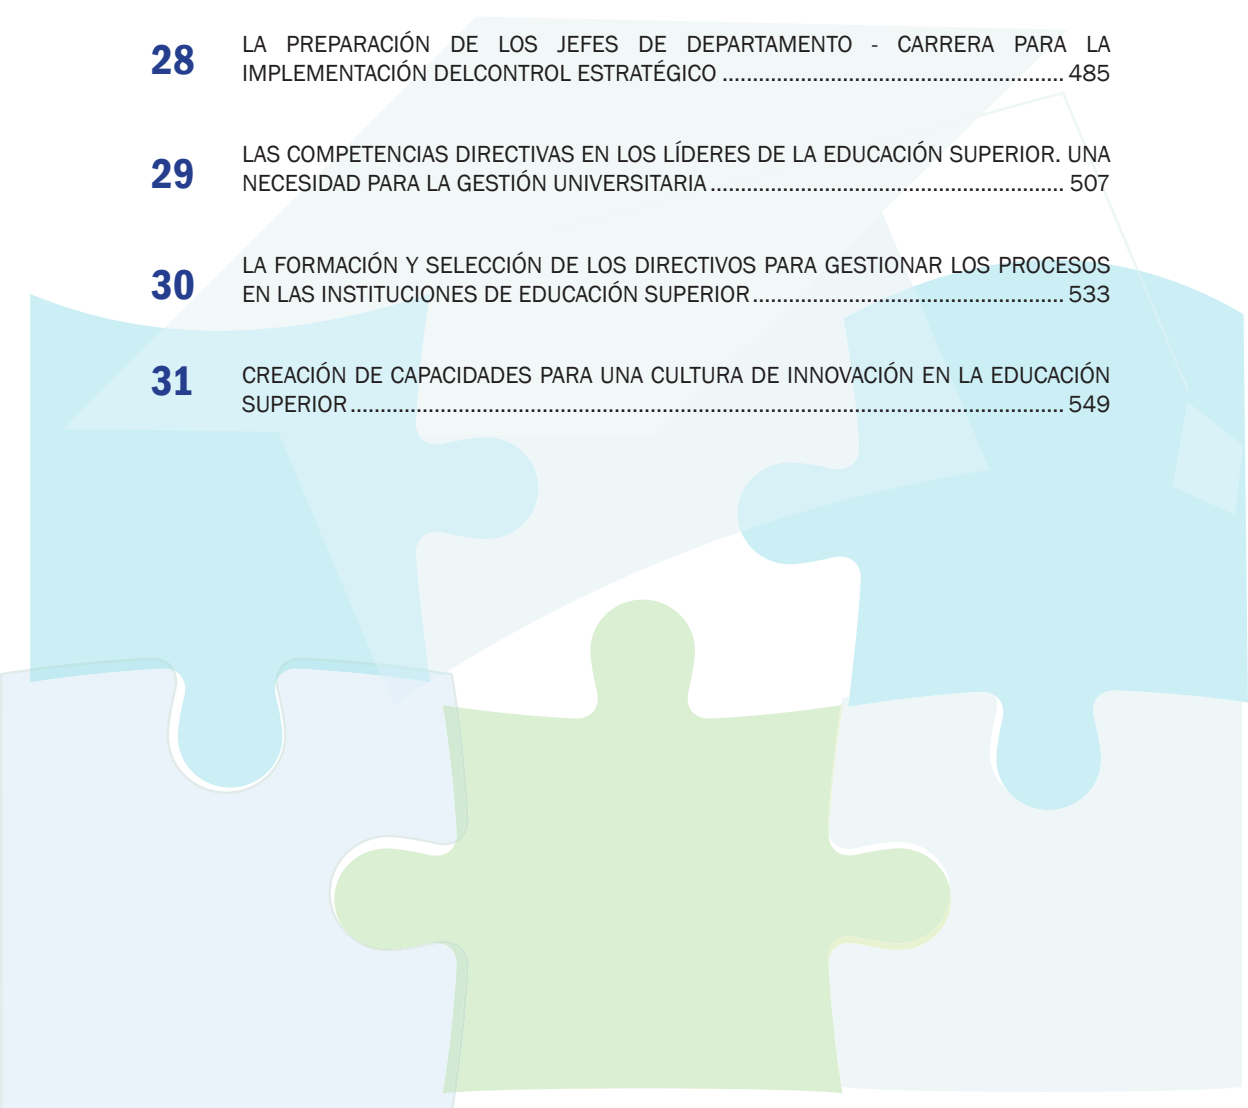 28
LA PREPARACIÓN DE LOS JEFES DE DEPARTAMENTO - CARRERA PARA LA
IMPLEMENTACIÓN DELCONTROL ESTRATÉGICO ......................................................... 485
29
LAS COMPETENCIAS DIRECTIVAS EN LOS LÍDERES DE LA EDUCACIÓN SUPERIOR. UNA
NECESIDAD PARA LA GESTIÓN UNIVERSITARIA ........................................................... 507
30
LA FORMACIÓN Y SELECCIÓN DE LOS DIRECTIVOS PARA GESTIONAR LOS PROCESOS
EN LAS INSTITUCIONES DE EDUCACIÓN SUPERIOR .................................................... 533
31
CREACIÓN DE CAPACIDADES PARA UNA CULTURA DE INNOVACIÓN EN LA EDUCACIÓN
SUPERIOR ....................................................................................................................... 549